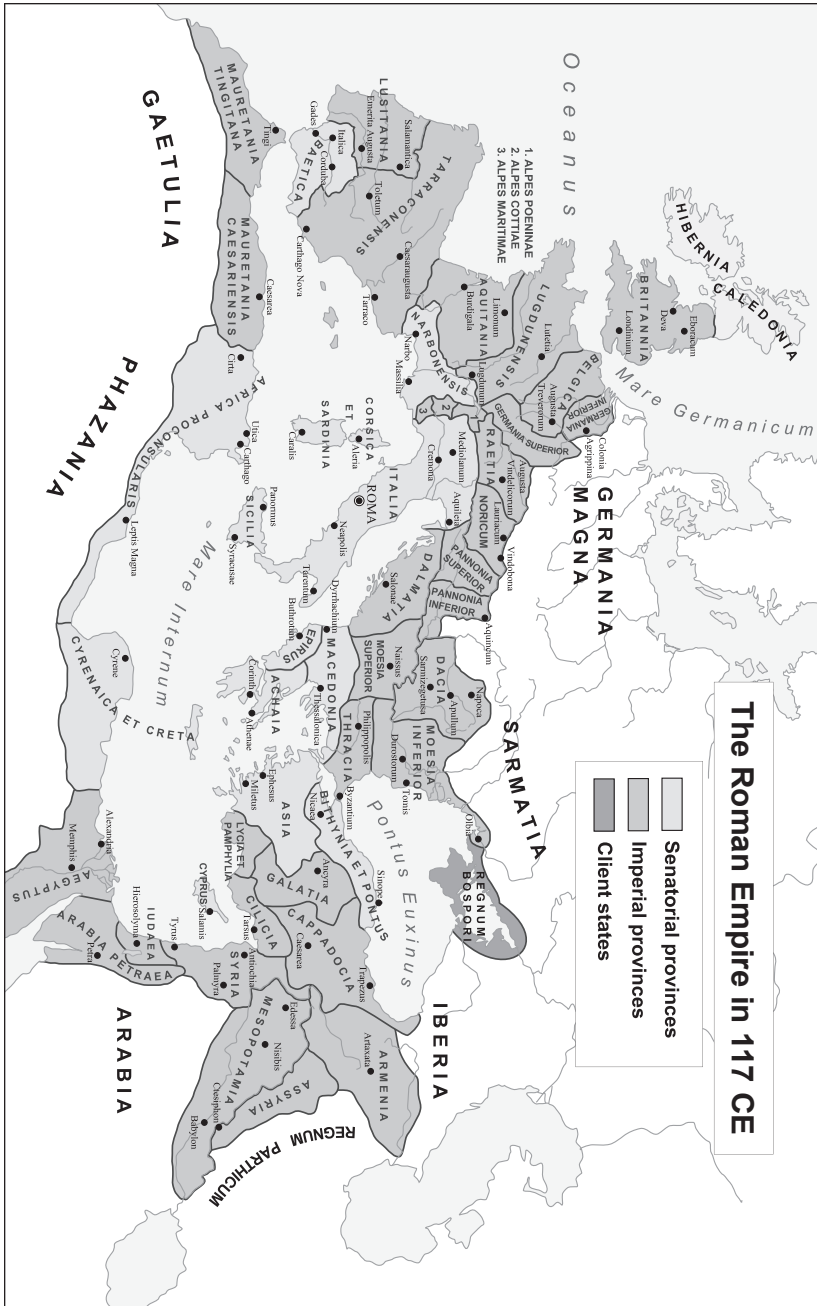 The Roman Empire in 117 CE
Senatorial provinces
Imperial provinces
Client states
HIBERNIA
CALEDONIA
BRITANNIA
Eboracum
Deva
Londinium
Oceanus
Mare Germanicum
1. ALPES POENINAE
2. ALPES COTTIAE
3. ALPES MARITIMAE
GERMANIA
MAGNA
SARMATIA
GERMANIA
INFERIOR
Colonia
Agrippina
BELGICA
Augusta
Treverorum
GERMANIA SUPERIOR
LUGDUNENSIS
Lutetia
Lugdunum
AQUITANIA
Limonum
Burdigala
NARBONENSIS
Narbo
Massilia
1
2
3
RAETIA
Augusta
Vindelicorum
NORICUM
Lauriacum
Vindobona
PANNONIA
SUPERIOR
PANNONIA
INFERIOR
Aquincum
DACIA
Napoca
Apullum
Sarmizegetusa
REGNUM
BOSPORI
Olbia
TARRACONENSIS
Salamantica
Toletum
Caesaraugusta
Tarraco
Carthago Nova
LUSITANIA
Emerita Augusta
BAETICA
Italica
Corduba
Gades
ITALIA
Mediolanum
Cremona
Aquileia
ROMA
Neapolis
Tarentum
CORSICA
ET
SARDINIA
Aleria
Caralis
SICILIA
Panormus
Syracusae
DALMATIA
Salonae
MOESIA
SUPERIOR
Naissus
MOESIA
INFERIOR
Durostorum
Tomis
THRACIA
Philippopolis
Byzantium
MACEDONIA
Dyrrhachium
Thessalonica
EPIRUS
Buthrotum
ACHAIA
Corinth
Athenae
Pontus Euxinus
IBERIA
BITHYNIA ET PONTUS
Nicaea
Sinope
ASIA
Ephesus
Miletus
GALATIA
Ancyra
CAPPADOCIA
Caesarea
Trapezus
ARMENIA
Artaxata
LYCIA ET
PAMPHYLIA
CILICIA
Tarsus
CYPRUS
Salamis
SYRIA
Antiochia
Palmyra
Tyrus
MESOPOTAMIA
Edessa
Nisibis
Ctesiphon
Babylon
ASSYRIA
REGNUM PARTHICUM
IUDAEA
Hierosolyma
ARABIA PETRAEA
Petra
ARABIA
AEGYPTUS
Alexandria
Memphis
Mare Internum
CYRENAICA ET CRETA
Cyrene
AFRICA PROCONSULARIS
Cirta
Utica
Carthago
Leptis Magna
MAURETANIA
CAESARIENSIS
Caesarea
MAURETANIA
TINGITANA
Tingi
GAETULIA
PHAZANIA